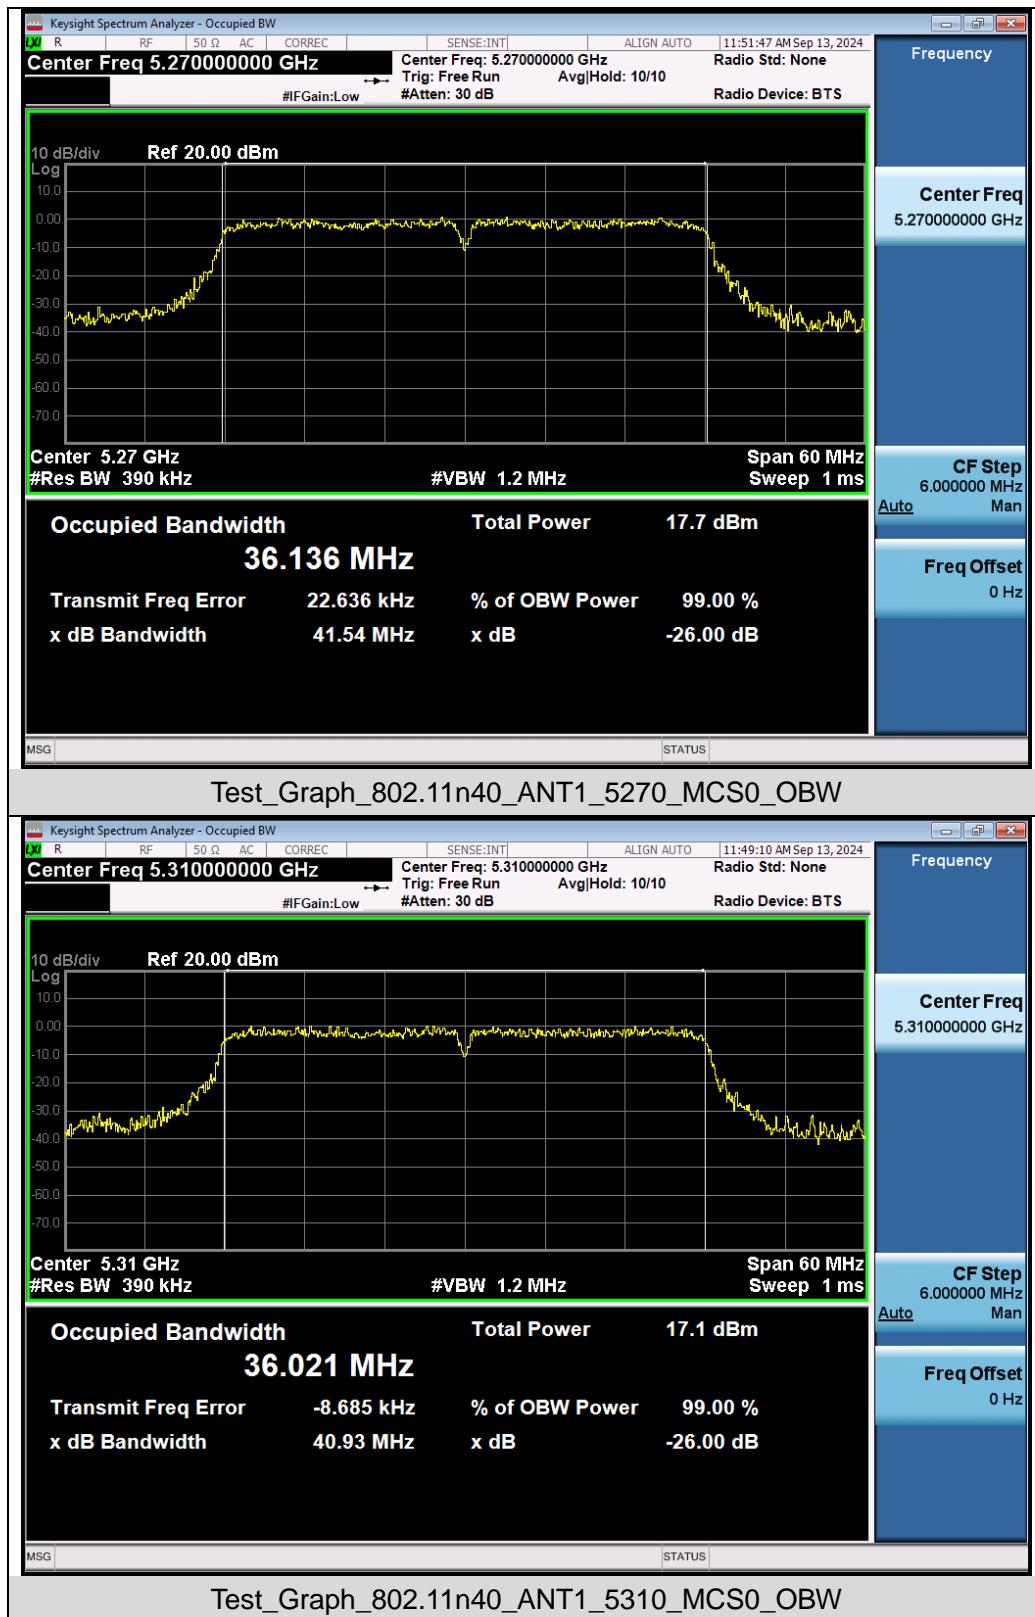 Keysight Spectrum Analyzer - Occupied BW
LXI R RF 50 Ω AC CORREC SENSE:INT ALIGN AUTO 11:51:47 AM Sep 13, 2024
Center Freq 5.270000000 GHz
Center Freq: 5.270000000 GHz
Radio Std: None
Trig: Free Run Avg|Hold: 10/10
#IFGain:Low
#Atten: 30 dB
Radio Device: BTS
Frequency
10 dB/div Ref 20.00 dBm
Log
10.0
0.00
-10.0
-20.0
-30.0
-40.0
-50.0
-60.0
-70.0
Center 5.27 GHz Span 60 MHz
#Res BW 390 kHz #VBW 1.2 MHz Sweep 1 ms
Center Freq
5.270000000 GHz
CF Step
6.000000 MHz
Auto Man
Freq Offset
0 Hz
Occupied Bandwidth Total Power 17.7 dBm
36.136 MHz
Transmit Freq Error 22.636 kHz % of OBW Power 99.00 %
x dB Bandwidth 41.54 MHz x dB -26.00 dB
MSG STATUS
Test_Graph_802.11n40_ANT1_5270_MCS0_OBW
Keysight Spectrum Analyzer - Occupied BW
LXI R RF 50 Ω AC CORREC SENSE:INT ALIGN AUTO 11:49:10 AM Sep 13, 2024
Center Freq 5.310000000 GHz
Center Freq: 5.310000000 GHz
Radio Std: None
Trig: Free Run Avg|Hold: 10/10
#IFGain:Low
#Atten: 30 dB
Radio Device: BTS
Frequency
10 dB/div Ref 20.00 dBm
Log
10.0
0.00
-10.0
-20.0
-30.0
-40.0
-50.0
-60.0
-70.0
Center 5.31 GHz Span 60 MHz
#Res BW 390 kHz #VBW 1.2 MHz Sweep 1 ms
Center Freq
5.310000000 GHz
CF Step
6.000000 MHz
Auto Man
Freq Offset
0 Hz
Occupied Bandwidth Total Power 17.1 dBm
36.021 MHz
Transmit Freq Error -8.685 kHz % of OBW Power 99.00 %
x dB Bandwidth 40.93 MHz x dB -26.00 dB
MSG STATUS
Test_Graph_802.11n40_ANT1_5310_MCS0_OBW